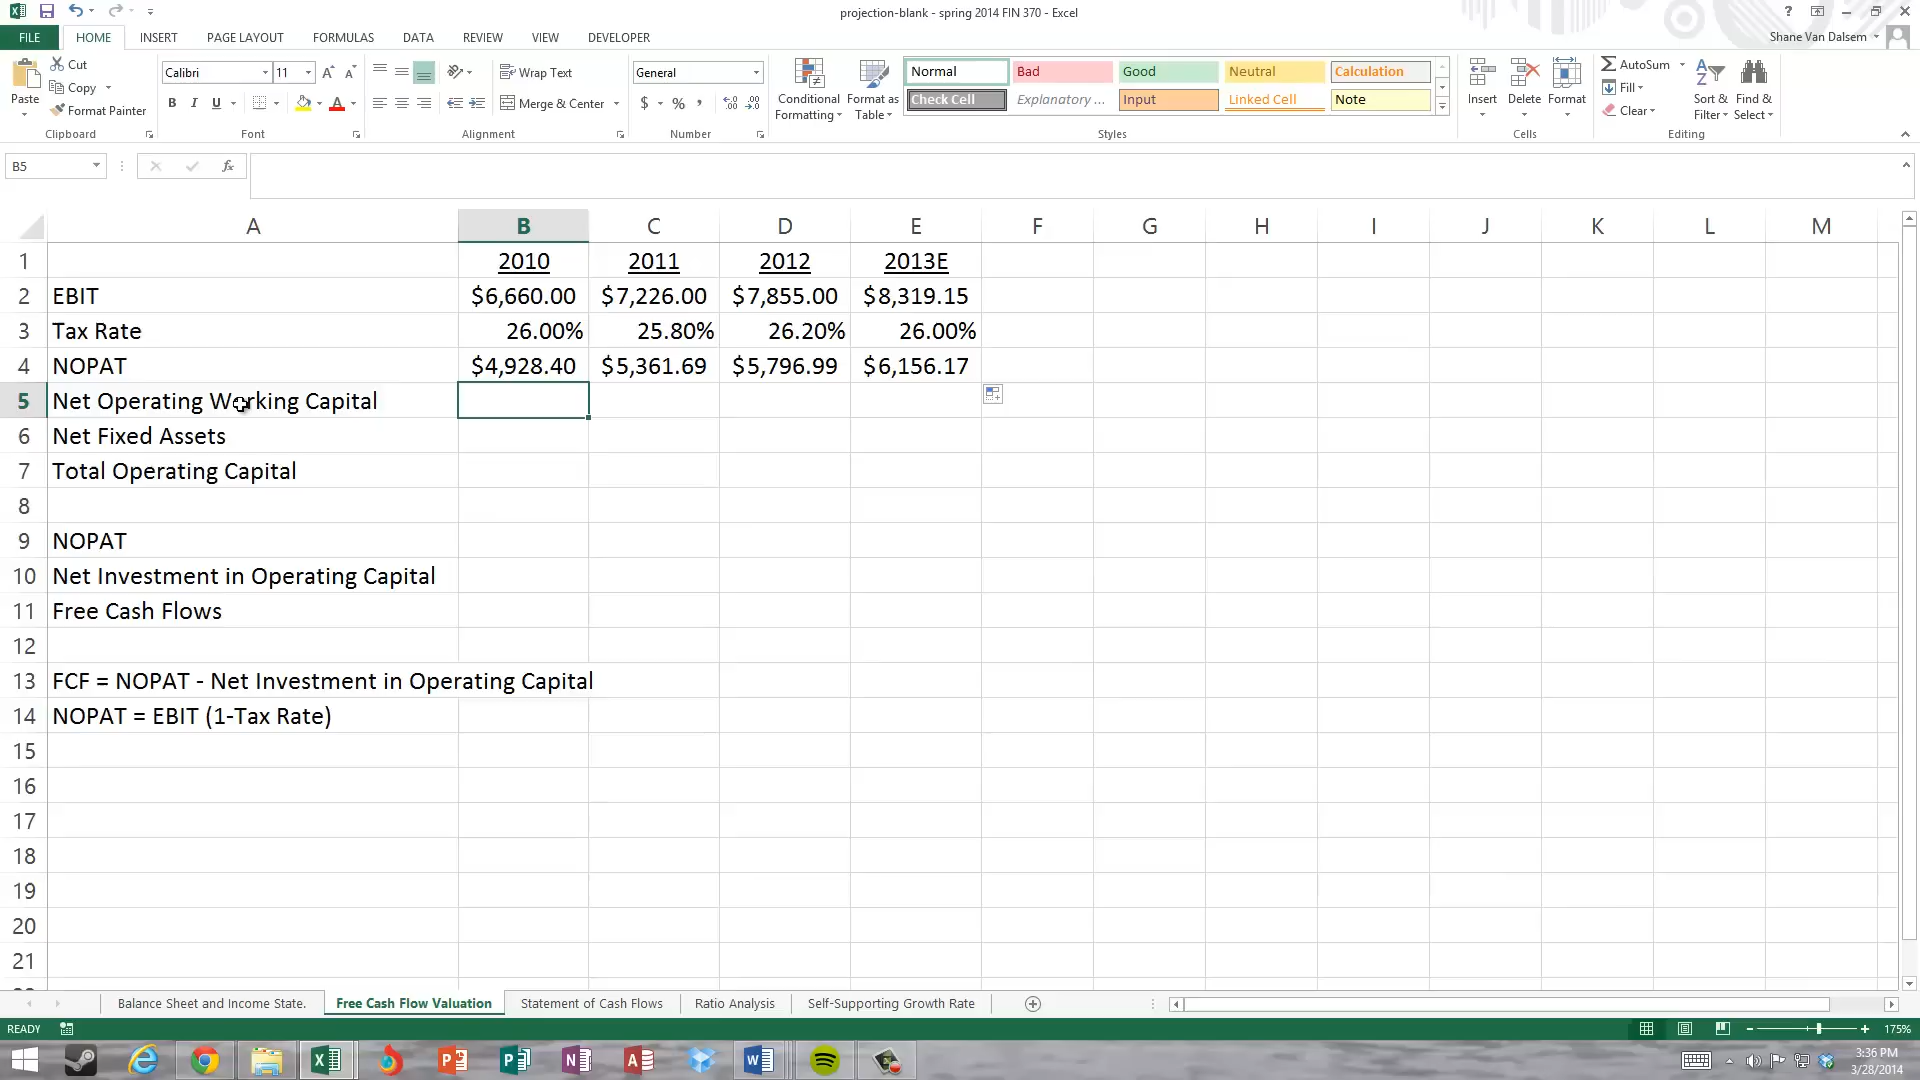 projection-blank - spring 2014 FIN 370 - Excel
FILE HOME INSERT PAGE LAYOUT FORMULAS DATA REVIEW VIEW DEVELOPER Shane Van Dalsem
Paste
Cut
Copy
Format Painter
Clipboard
Calibri 11
B I U
Font
Wrap Text
Merge & Center
Alignment
General
$ % ,
Number
Conditional Formatting
Format as Table
Normal Bad Good Neutral Calculation
Check Cell Explanatory ... Input Linked Cell Note
Styles
Insert Delete Format
Cells
AutoSum
Fill
Clear
Sort & Filter
Find & Select
Editing
B5 fx
A B C D E F G H I J K L M
1 2010 2011 2012 2013E
2 EBIT $6,660.00 $7,226.00 $7,855.00 $8,319.15
3 Tax Rate 26.00% 25.80% 26.20% 26.00%
4 NOPAT $4,928.40 $5,361.69 $5,796.99 $6,156.17
5 Net Operating Working Capital
6 Net Fixed Assets
7 Total Operating Capital
8
9 NOPAT
10 Net Investment in Operating Capital
11 Free Cash Flows
12
13 FCF = NOPAT - Net Investment in Operating Capital
14 NOPAT = EBIT (1-Tax Rate)
15
16
17
18
19
20
21
Balance Sheet and Income State. Free Cash Flow Valuation Statement of Cash Flows Ratio Analysis Self-Supporting Growth Rate
READY 175%
3:36 PM
3/28/2014